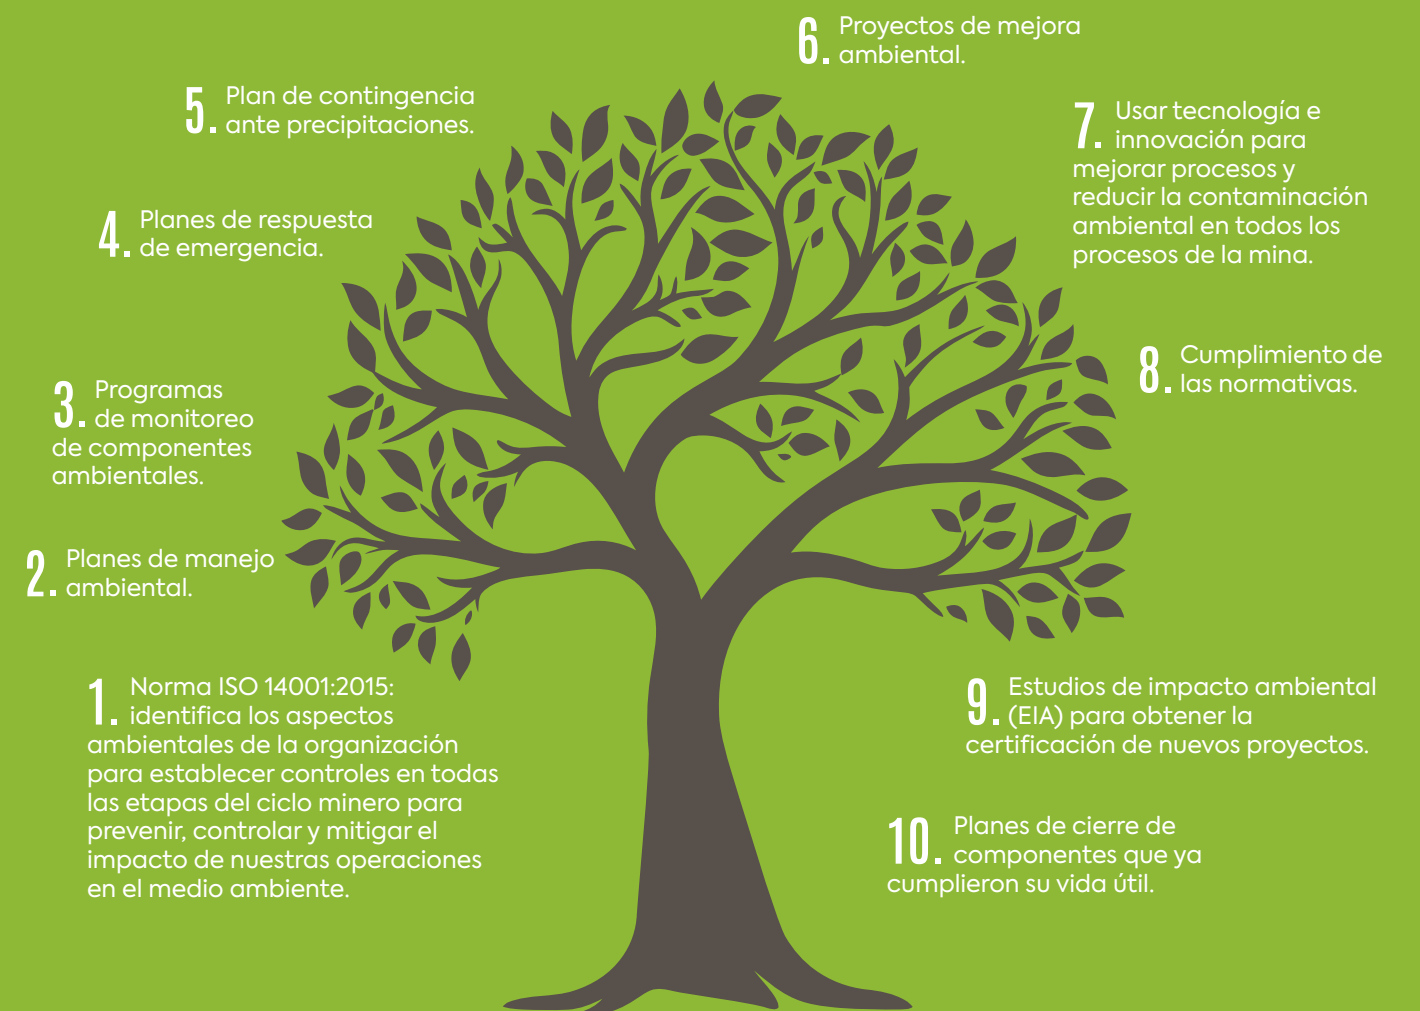 1. Norma ISO 14001:2015:
identifica los aspectos
ambientales de la organización
para establecer controles en todas
las etapas del ciclo minero para
prevenir, controlar y mitigar el
impacto de nuestras operaciones
en el medio ambiente.
2. Planes de manejo
ambiental.
3. Programas
de monitoreo
de componentes
ambientales.
4. Planes de respuesta
de emergencia.
5. Plan de contingencia
ante precipitaciones.
6. Proyectos de mejora
ambiental.
7. Usar tecnología e
innovación para
mejorar procesos y
reducir la contaminación
ambiental en todos los
procesos de la mina.
8. Cumplimiento de
las normativas.
9. Estudios de impacto ambiental
(EIA) para obtener la
certificación de nuevos proyectos.
10. Planes de cierre de
componentes que ya
cumplieron su vida útil.